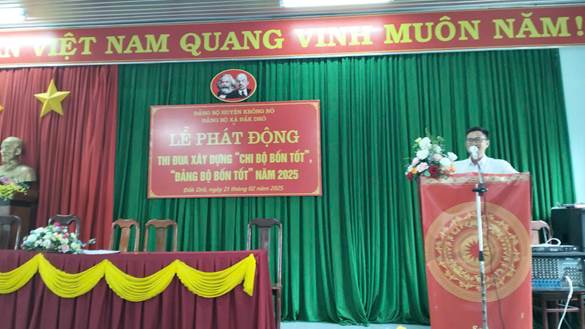 N VIỆT NAM QUANG VINH MUÔN NĂM!
ĐẢNG BỘ HUYỆN KRÔNG NÔ
ĐẢNG BỘ XÃ ĐẮK DRÔ
LỄ PHÁT ĐỘNG
THI ĐUA XÂY DỰNG "CHI BỘ BỐN TỐT",
"ĐẢNG BỘ BỐN TỐT" NĂM 2025
Đắk Drô, ngày 21 tháng 02 năm 2025